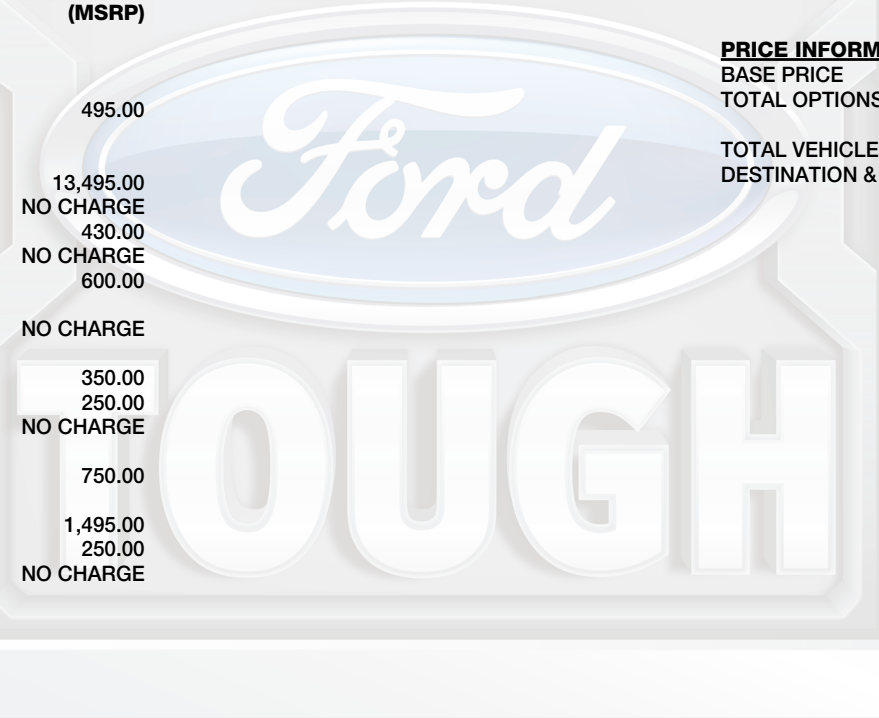 (MSRP)
495.00
13,495.00
NO CHARGE
430.00
NO CHARGE
600.00
NO CHARGE
350.00
250.00
NO CHARGE
750.00
1,495.00
250.00
NO CHARGE
PRICE INFORM
BASE PRICE
TOTAL OPTIONS
TOTAL VEHICLE
DESTINATION &
Ford
TOUGH